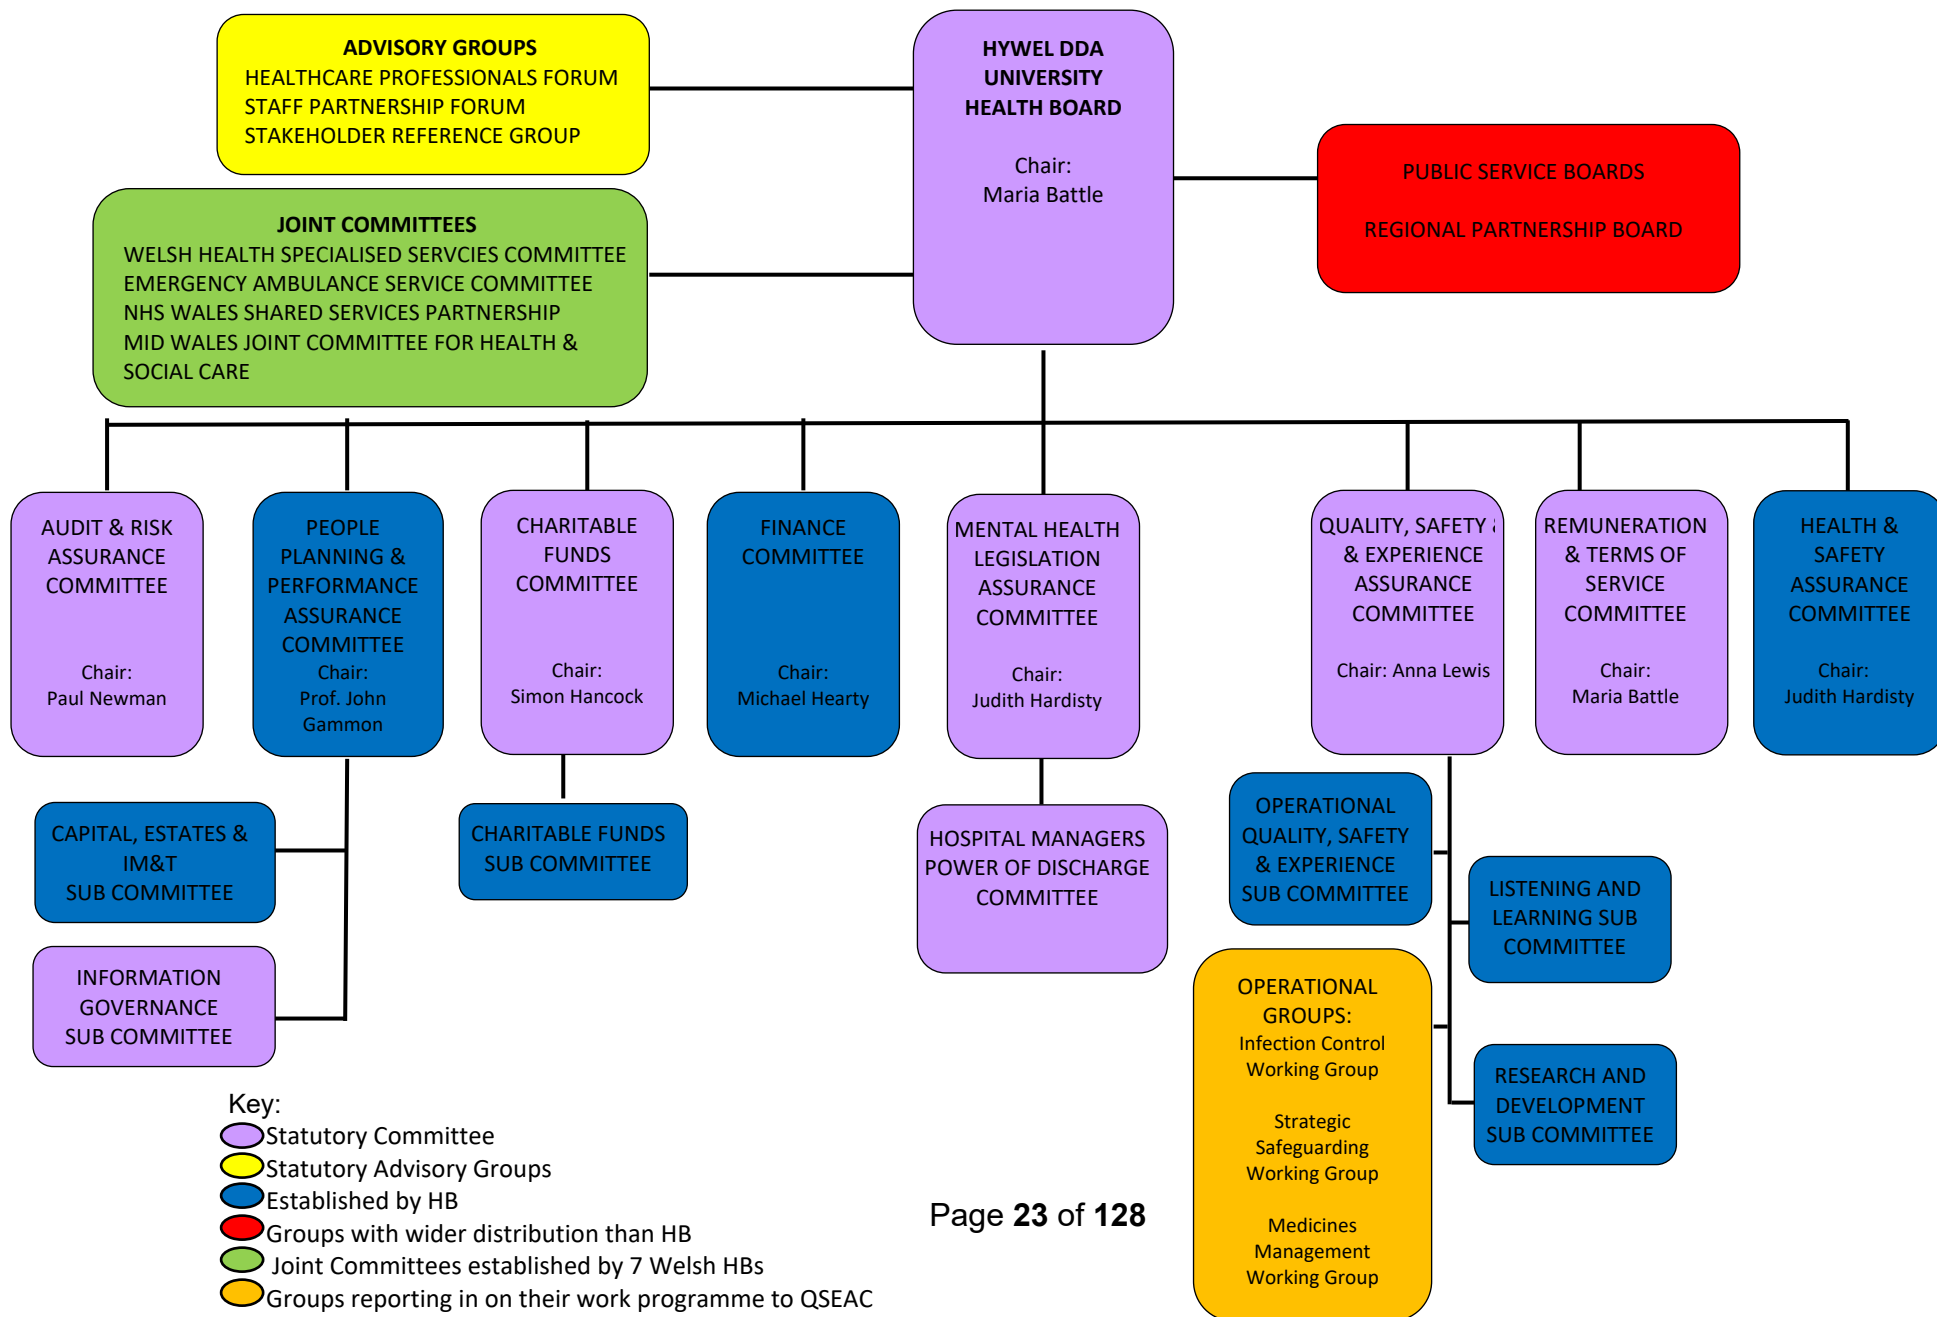 ADVISORY GROUPS
HEALTHCARE PROFESSIONALS FORUM
STAFF PARTNERSHIP FORUM
STAKEHOLDER REFERENCE GROUP
HYWEL DDA
UNIVERSITY
HEALTH BOARD
Chair:
Maria Battle
PUBLIC SERVICE BOARDS
REGIONAL PARTNERSHIP BOARD
JOINT COMMITTEES
WELSH HEALTH SPECIALISED SERVCIES COMMITTEE
EMERGENCY AMBULANCE SERVICE COMMITTEE
NHS WALES SHARED SERVICES PARTNERSHIP
MID WALES JOINT COMMITTEE FOR HEALTH &
SOCIAL CARE
AUDIT & RISK
ASSURANCE
COMMITTEE
Chair:
Paul Newman
PEOPLE
PLANNING &
PERFORMANCE
ASSURANCE
COMMITTEE
Chair:
Prof. John
Gammon
CHARITABLE
FUNDS
COMMITTEE
Chair:
Simon Hancock
FINANCE
COMMITTEE
Chair:
Michael Hearty
MENTAL HEALTH
LEGISLATION
ASSURANCE
COMMITTEE
Chair:
Judith Hardisty
QUALITY, SAFETY &
& EXPERIENCE
ASSURANCE
COMMITTEE
Chair: Anna Lewis
REMUNERATION
& TERMS OF
SERVICE
COMMITTEE
Chair:
Maria Battle
HEALTH &
SAFETY
ASSURANCE
COMMITTEE
Chair:
Judith Hardisty
CAPITAL, ESTATES &
IM&T
SUB COMMITTEE
INFORMATION
GOVERNANCE
SUB COMMITTEE
CHARITABLE FUNDS
SUB COMMITTEE
HOSPITAL MANAGERS
POWER OF DISCHARGE
COMMITTEE
OPERATIONAL
QUALITY, SAFETY
& EXPERIENCE
SUB COMMITTEE
LISTENING AND
LEARNING SUB
COMMITTEE
OPERATIONAL
GROUPS:
Infection Control
Working Group
Strategic
Safeguarding
Working Group
Medicines
Management
Working Group
RESEARCH AND
DEVELOPMENT
SUB COMMITTEE
Key:
Statutory Committee
Statutory Advisory Groups
Established by HB
Groups with wider distribution than HB
Joint Committees established by 7 Welsh HBs
Groups reporting in on their work programme to QSEAC
Page 23 of 128